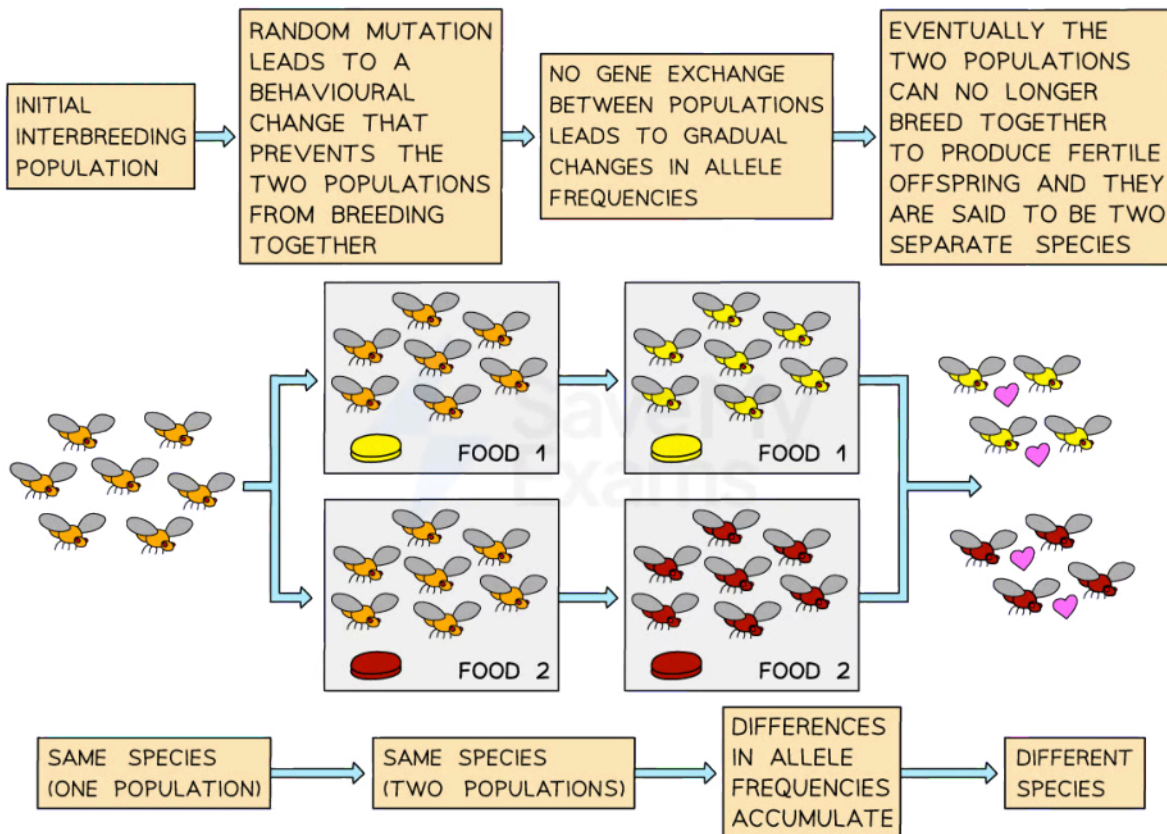 INITIAL
INTERBREEDING
POPULATION
RANDOM MUTATION
LEADS TO A
BEHAVIOURAL
CHANGE THAT
PREVENTS THE
TWO POPULATIONS
FROM BREEDING
TOGETHER
NO GENE EXCHANGE
BETWEEN POPULATIONS
LEADS TO GRADUAL
CHANGES IN ALLELE
FREQUENCIES
EVENTUALLY THE
TWO POPULATIONS
CAN NO LONGER
BREED TOGETHER
TO PRODUCE FERTILE
OFFSPRING AND THEY
ARE SAID TO BE TWO
SEPARATE SPECIES
SaveMy
Exams
FOOD 1
FOOD 1
FOOD 2
FOOD 2
SAME SPECIES
(ONE POPULATION)
SAME SPECIES
(TWO POPULATIONS)
DIFFERENCES
IN ALLELE
FREQUENCIES
ACCUMULATE
DIFFERENT
SPECIES